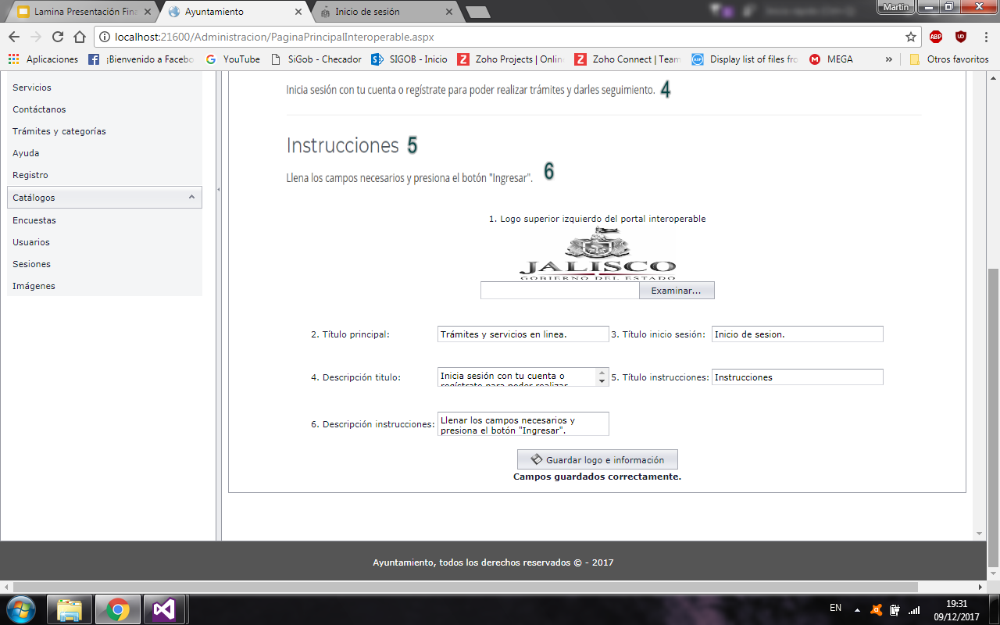 Lamina Presentación Fina
Ayuntamiento
Inicio de sesión
Martin
localhost:21600/Administracion/PaginaPrincipalInteroperable.aspx
Aplicaciones
¡Bienvenido a Facebo
YouTube
SiGob - Checador
SIGOB - Inicio
Zoho Projects | Onlin
Zoho Connect | Team
Display list of files fro
MEGA
»
Otros favoritos
Servicios
Contáctanos
Trámites y categorías
Ayuda
Registro
Catálogos
Encuestas
Usuarios
Sesiones
Imágenes
Inicia sesión con tu cuenta o regístrate para poder realizar trámites y darles seguimiento. 4
Instrucciones 5
Llena los campos necesarios y presiona el botón "Ingresar". 6
1. Logo superior izquierdo del portal interoperable
JALISCO
GOBIERNO DEL ESTADO
Examinar...
2. Título principal: Trámites y servicios en linea. 3. Título inicio sesión: Inicio de sesion.
4. Descripción titulo: Inicia sesión con tu cuenta o
regístrate para poder realizar
5. Título instrucciones: Instrucciones
6. Descripción instrucciones: Llenar los campos necesarios y
presiona el botón "Ingresar".
Guardar logo e información
Campos guardados correctamente.
Ayuntamiento, todos los derechos reservados © - 2017
EN
19:31
09/12/2017